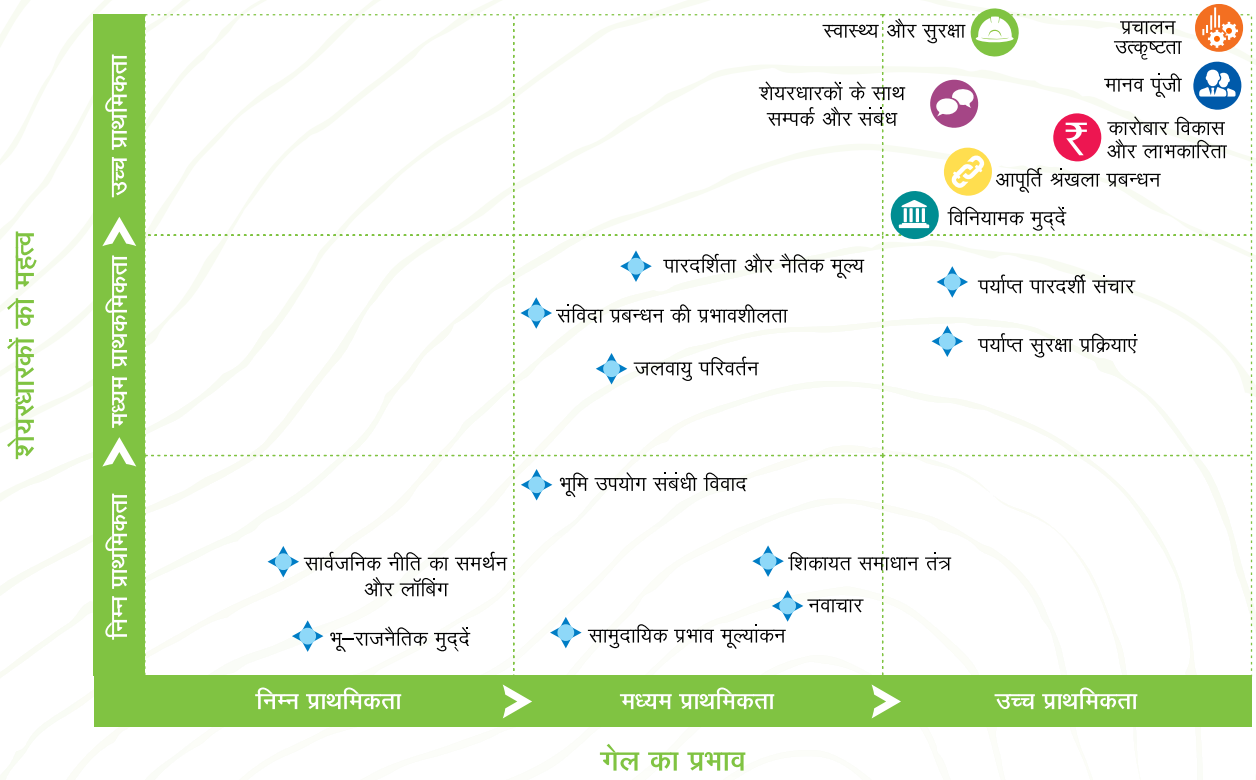 स्वास्थ्य और सुरक्षा
प्रचालन
उत्कृष्टता
मानव पूंजी
शेयरधारकों के साथ
सम्पर्क और संबंध
कारोबार विकास
और लाभकारिता
आपूर्ति श्रंखला प्रबन्धन
विनियामक मुद्दें
पारदर्शिता और नैतिक मूल्य
पर्याप्त पारदर्शी संचार
संविदा प्रबन्धन की प्रभावशीलता
पर्याप्त सुरक्षा प्रक्रियाएं
जलवायु परिवर्तन
भूमि उपयोग संबंधी विवाद
सार्वजनिक नीति का समर्थन
और लॉबिंग
शिकायत समाधान तंत्र
नवाचार
भू–राजनैतिक मुद्दें
सामुदायिक प्रभाव मूल्यांकन
शेयरधारकों को महत्व
उच्च प्राथमिकता
मध्यम प्राथकमिकता
निम्न प्राथमिकता
निम्न प्राथमिकता
मध्यम प्राथमिकता
उच्च प्राथमिकता
गेल का प्रभाव